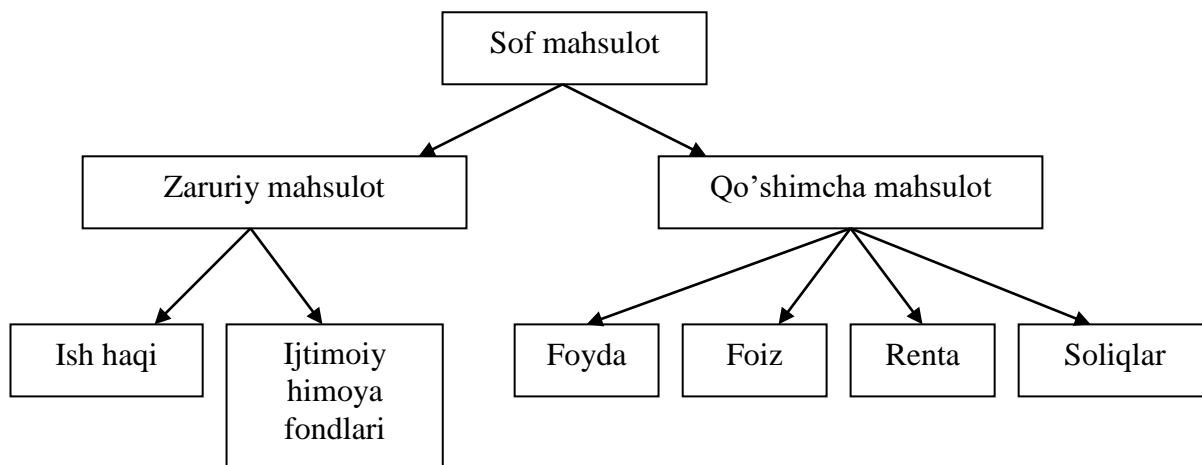 Sof mahsulot
Zaruriy mahsulot
Qo’shimcha mahsulot
Ish haqi
Ijtimoiy
himoya
fondlari
Foyda
Foiz
Renta
Soliqlar